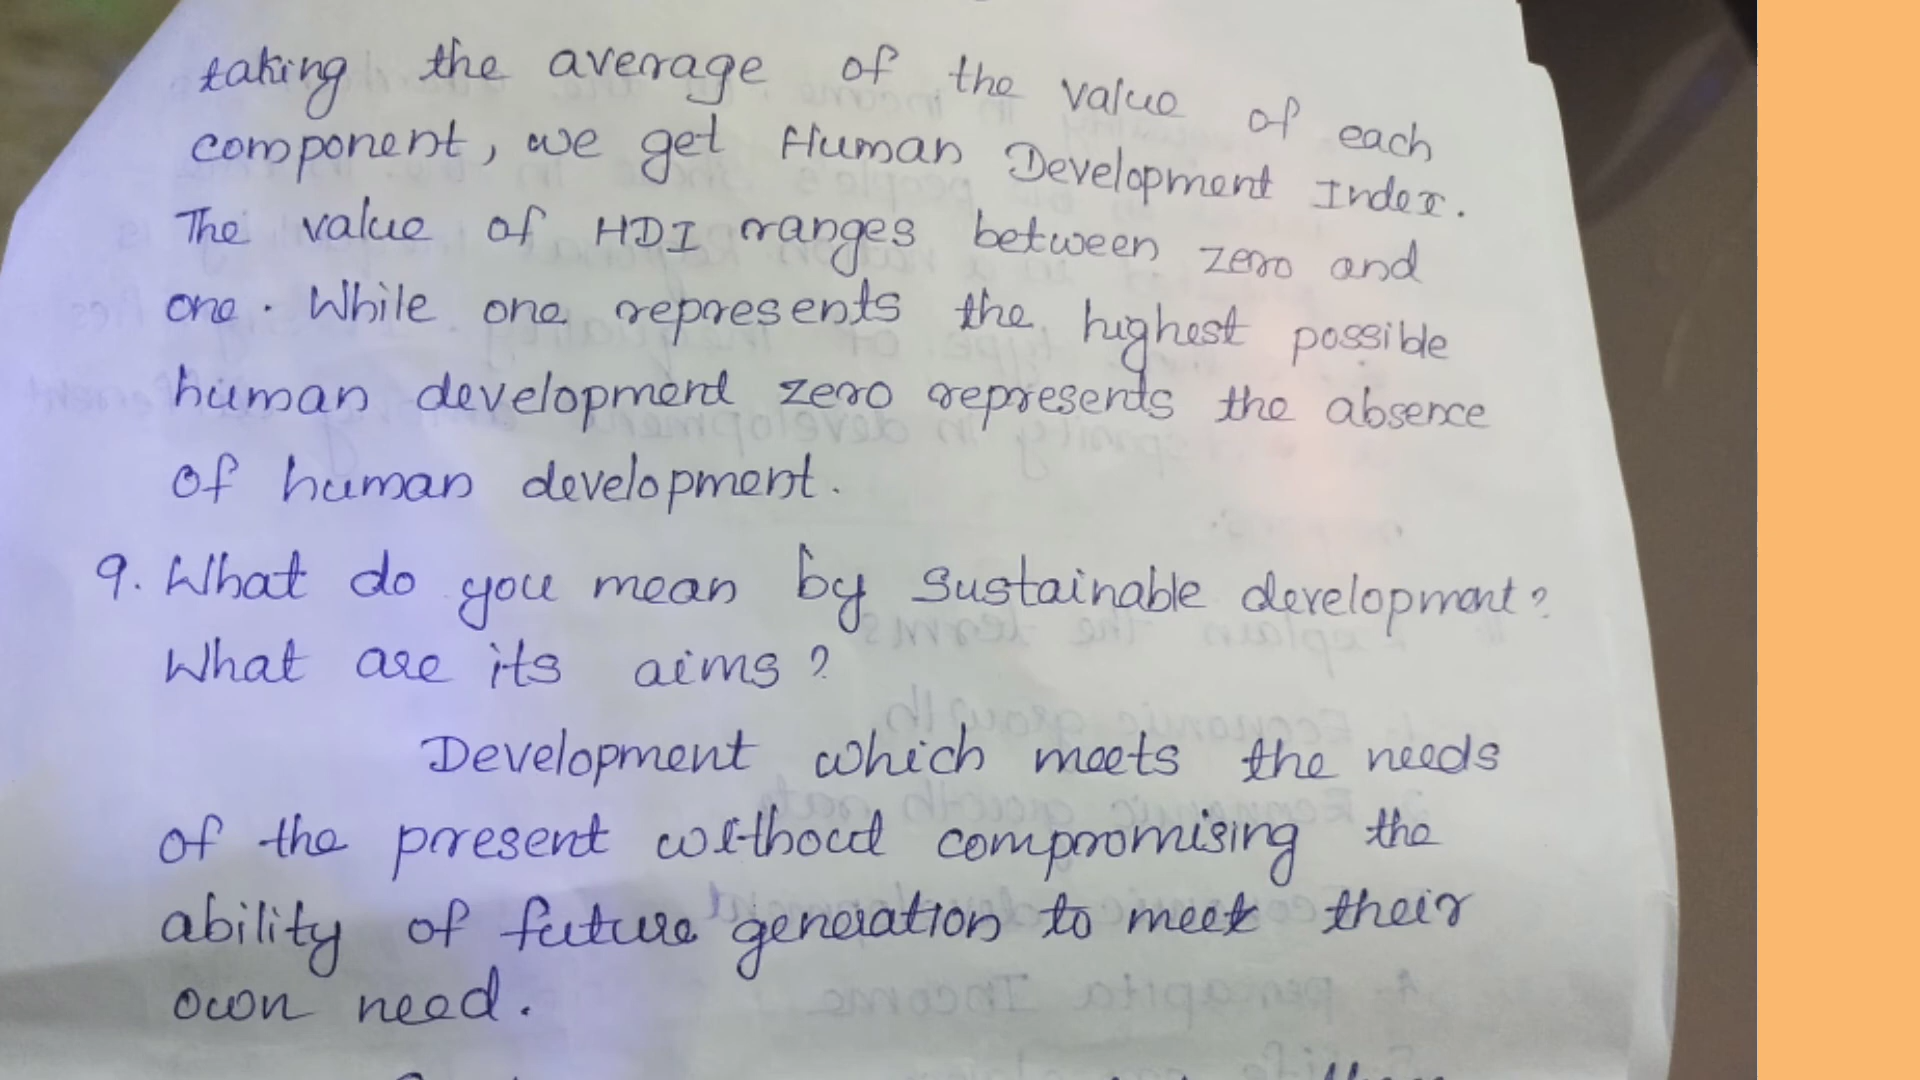 taking the average of the value of each
component, we get Human Development Index.
The value of HDI ranges between zero and
one. While one represents the highest possible
human development zero represents the absence
of human development.
9. What do you mean by sustainable development?
What are its aims?
Development which meets the needs
of the present without compromising the
ability of future generation to meet their
own need.